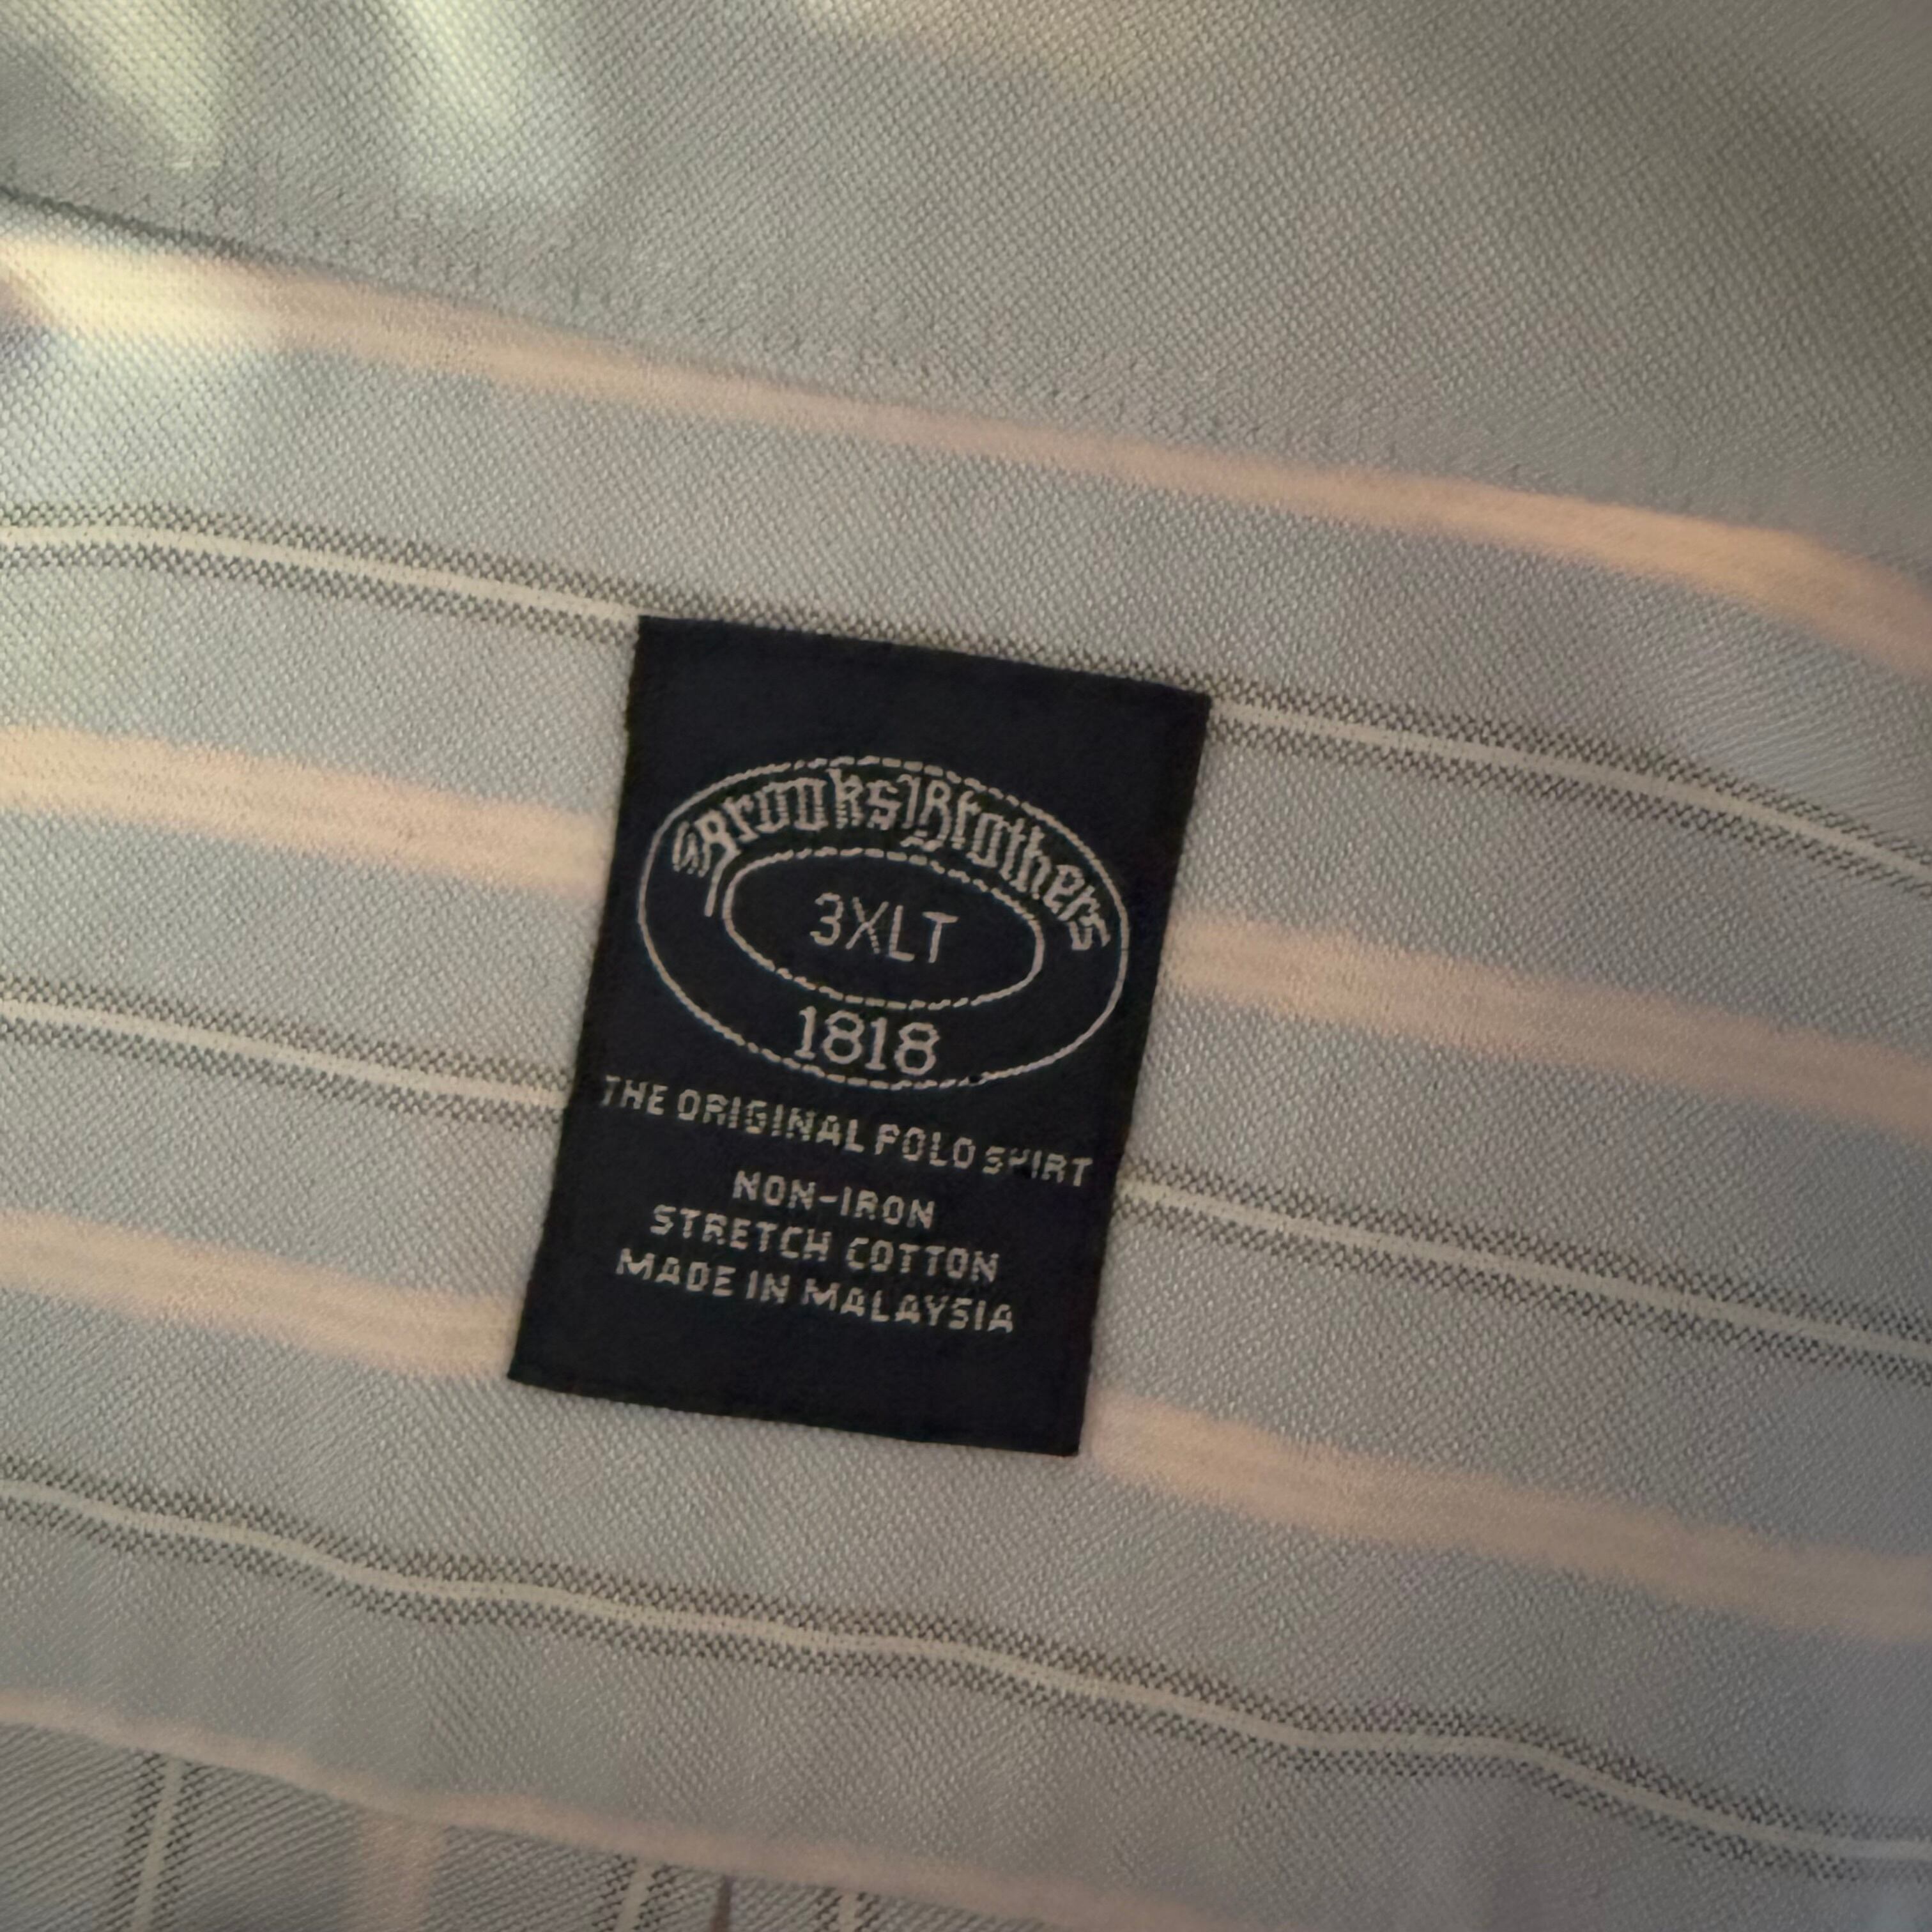 Brooks Brothers
3XLT
1818
THE ORIGINAL POLO SHIRT
NON-IRON
STRETCH COTTON
MADE IN MALAYSIA